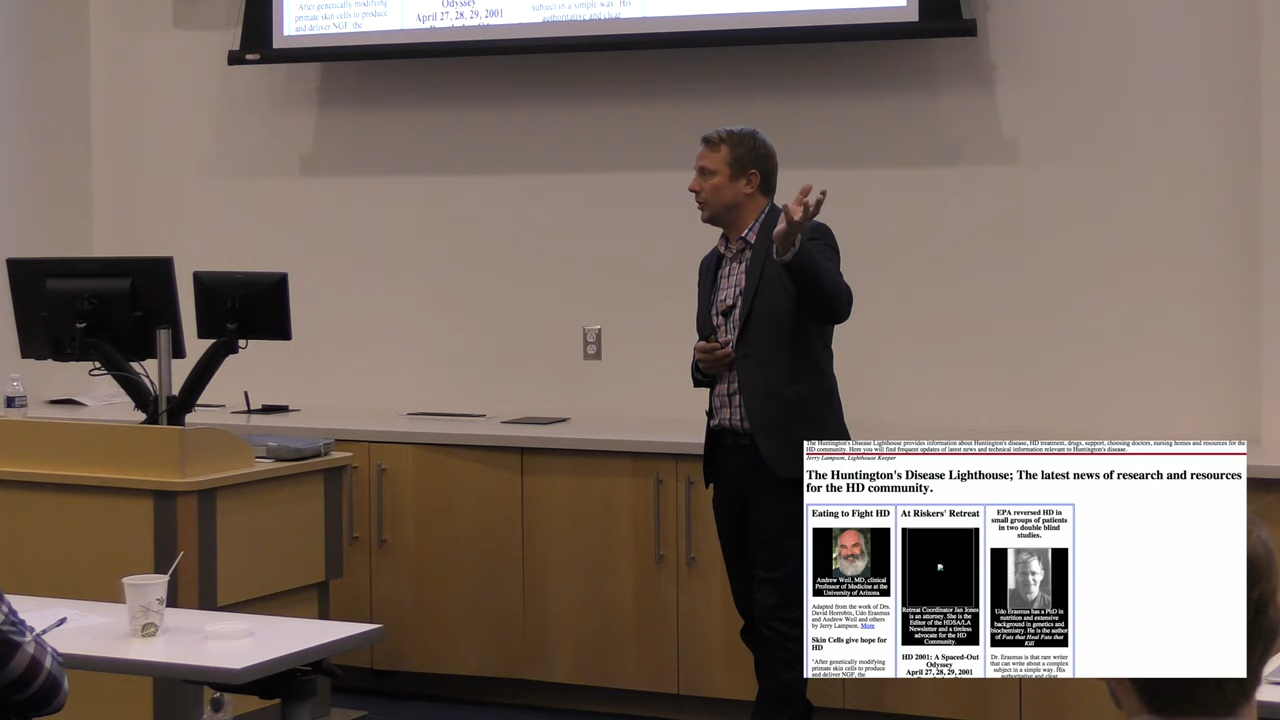 "After genetically modifying
primate skin cells to produce
and deliver NGF, the
Odyssey
April 27, 28, 29, 2001
subject in a simple way. His
authoritative and clear
The Huntington's Disease Lighthouse provides information about Huntington's disease, HD treatment, drugs, support, choosing doctors, nursing homes and resources for the
HD community. Here you will find frequent updates of latest news and technical information relevant to Huntington's disease.
Jerry Lampson, Lighthouse Keeper
The Huntington's Disease Lighthouse; The latest news of research and resources
for the HD community.
Eating to Fight HD
Andrew Weil, MD, clinical
Professor of Medicine at the
University of Arizona
Adapted from the work of Drs.
David Horrobin, Udo Erasmus
and Andrew Weil and others
by Jerry Lampson. More
Skin Cells give hope for
HD
"After genetically modifying
primate skin cells to produce
and deliver NGF, the
At Riskers' Retreat
Retreat Coordinator Jan Jones
is an attorney. She is the
Editor of the HDSA/LA
Newsletter and a tireless
advocate for the HD
Community.
HD 2001: A Spaced-Out
Odyssey
April 27, 28, 29, 2001
EPA reversed HD in
small groups of patients
in two double blind
studies.
Udo Erasmus has a PhD in
nutrition and extensive
background in genetics and
biochemistry. He is the author
of Fats that Heal Fats that
Kill
Dr. Erasmus is that rare writer
that can write about a complex
subject in a simple way. His
authoritative and clear